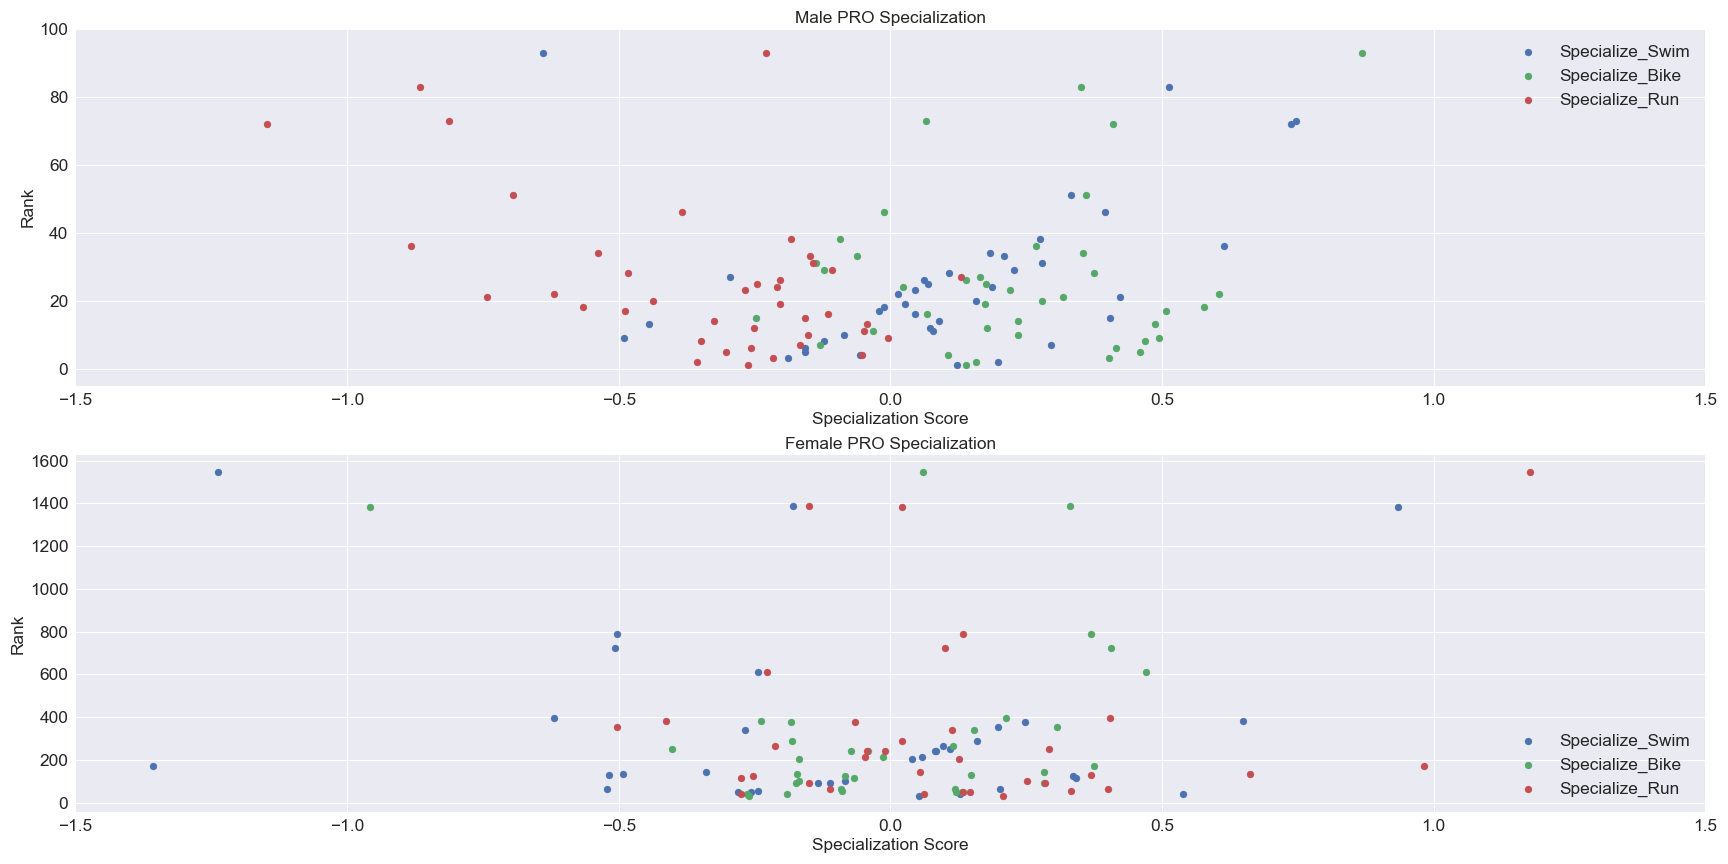 Male PRO Specialization
100
80
60
40
20
0
Rank
Specialize_Swim
Specialize_Bike
Specialize_Run
−1.5 −1.0 −0.5 0.0 0.5 1.0 1.5
Specialization Score
Female PRO Specialization
1600
1400
1200
1000
800
600
400
200
0
Rank
Specialize_Swim
Specialize_Bike
Specialize_Run
−1.5 −1.0 −0.5 0.0 0.5 1.0 1.5
Specialization Score